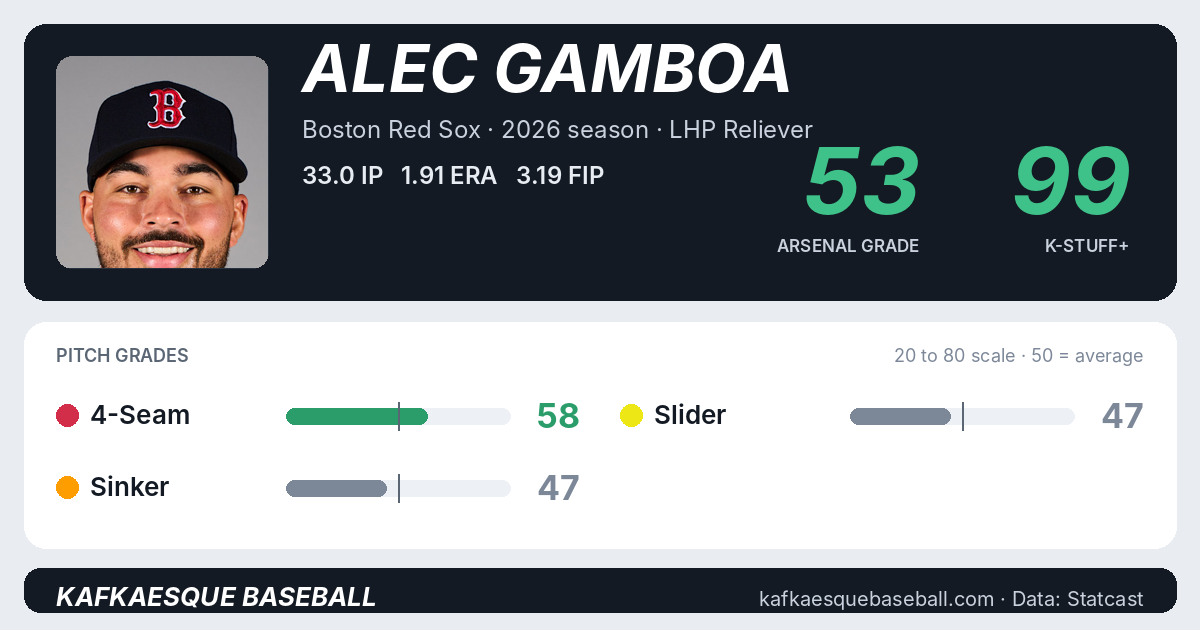 B
ALEC GAMBOA
Boston Red Sox · 2026 season · LHP Reliever
33.0 IP 1.91 ERA 3.19 FIP
53 99
ARSENAL GRADE K-STUFF+
PITCH GRADES 20 to 80 scale · 50 = average
4-Seam 58 Slider 47
Sinker 47
KAFKAESQUE BASEBALL kafkaesquebaseball.com · Data: Statcast